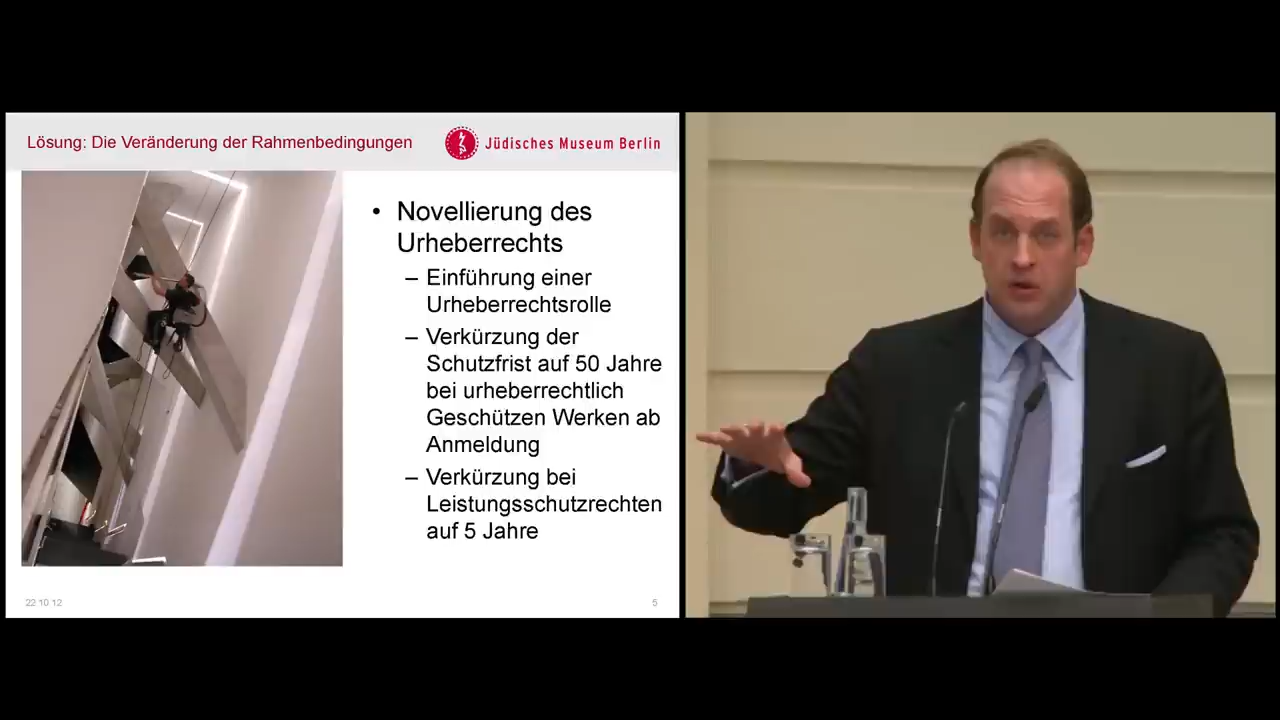 Lösung: Die Veränderung der Rahmenbedingungen
Jüdisches Museum Berlin
• Novellierung des
Urheberrechts
– Einführung einer
Urheberrechtsrolle
– Verkürzung der
Schutzfrist auf 50 Jahre
bei urheberrechtlich
Geschützen Werken ab
Anmeldung
– Verkürzung bei
Leistungsschutzrechten
auf 5 Jahre
22 10 12
5